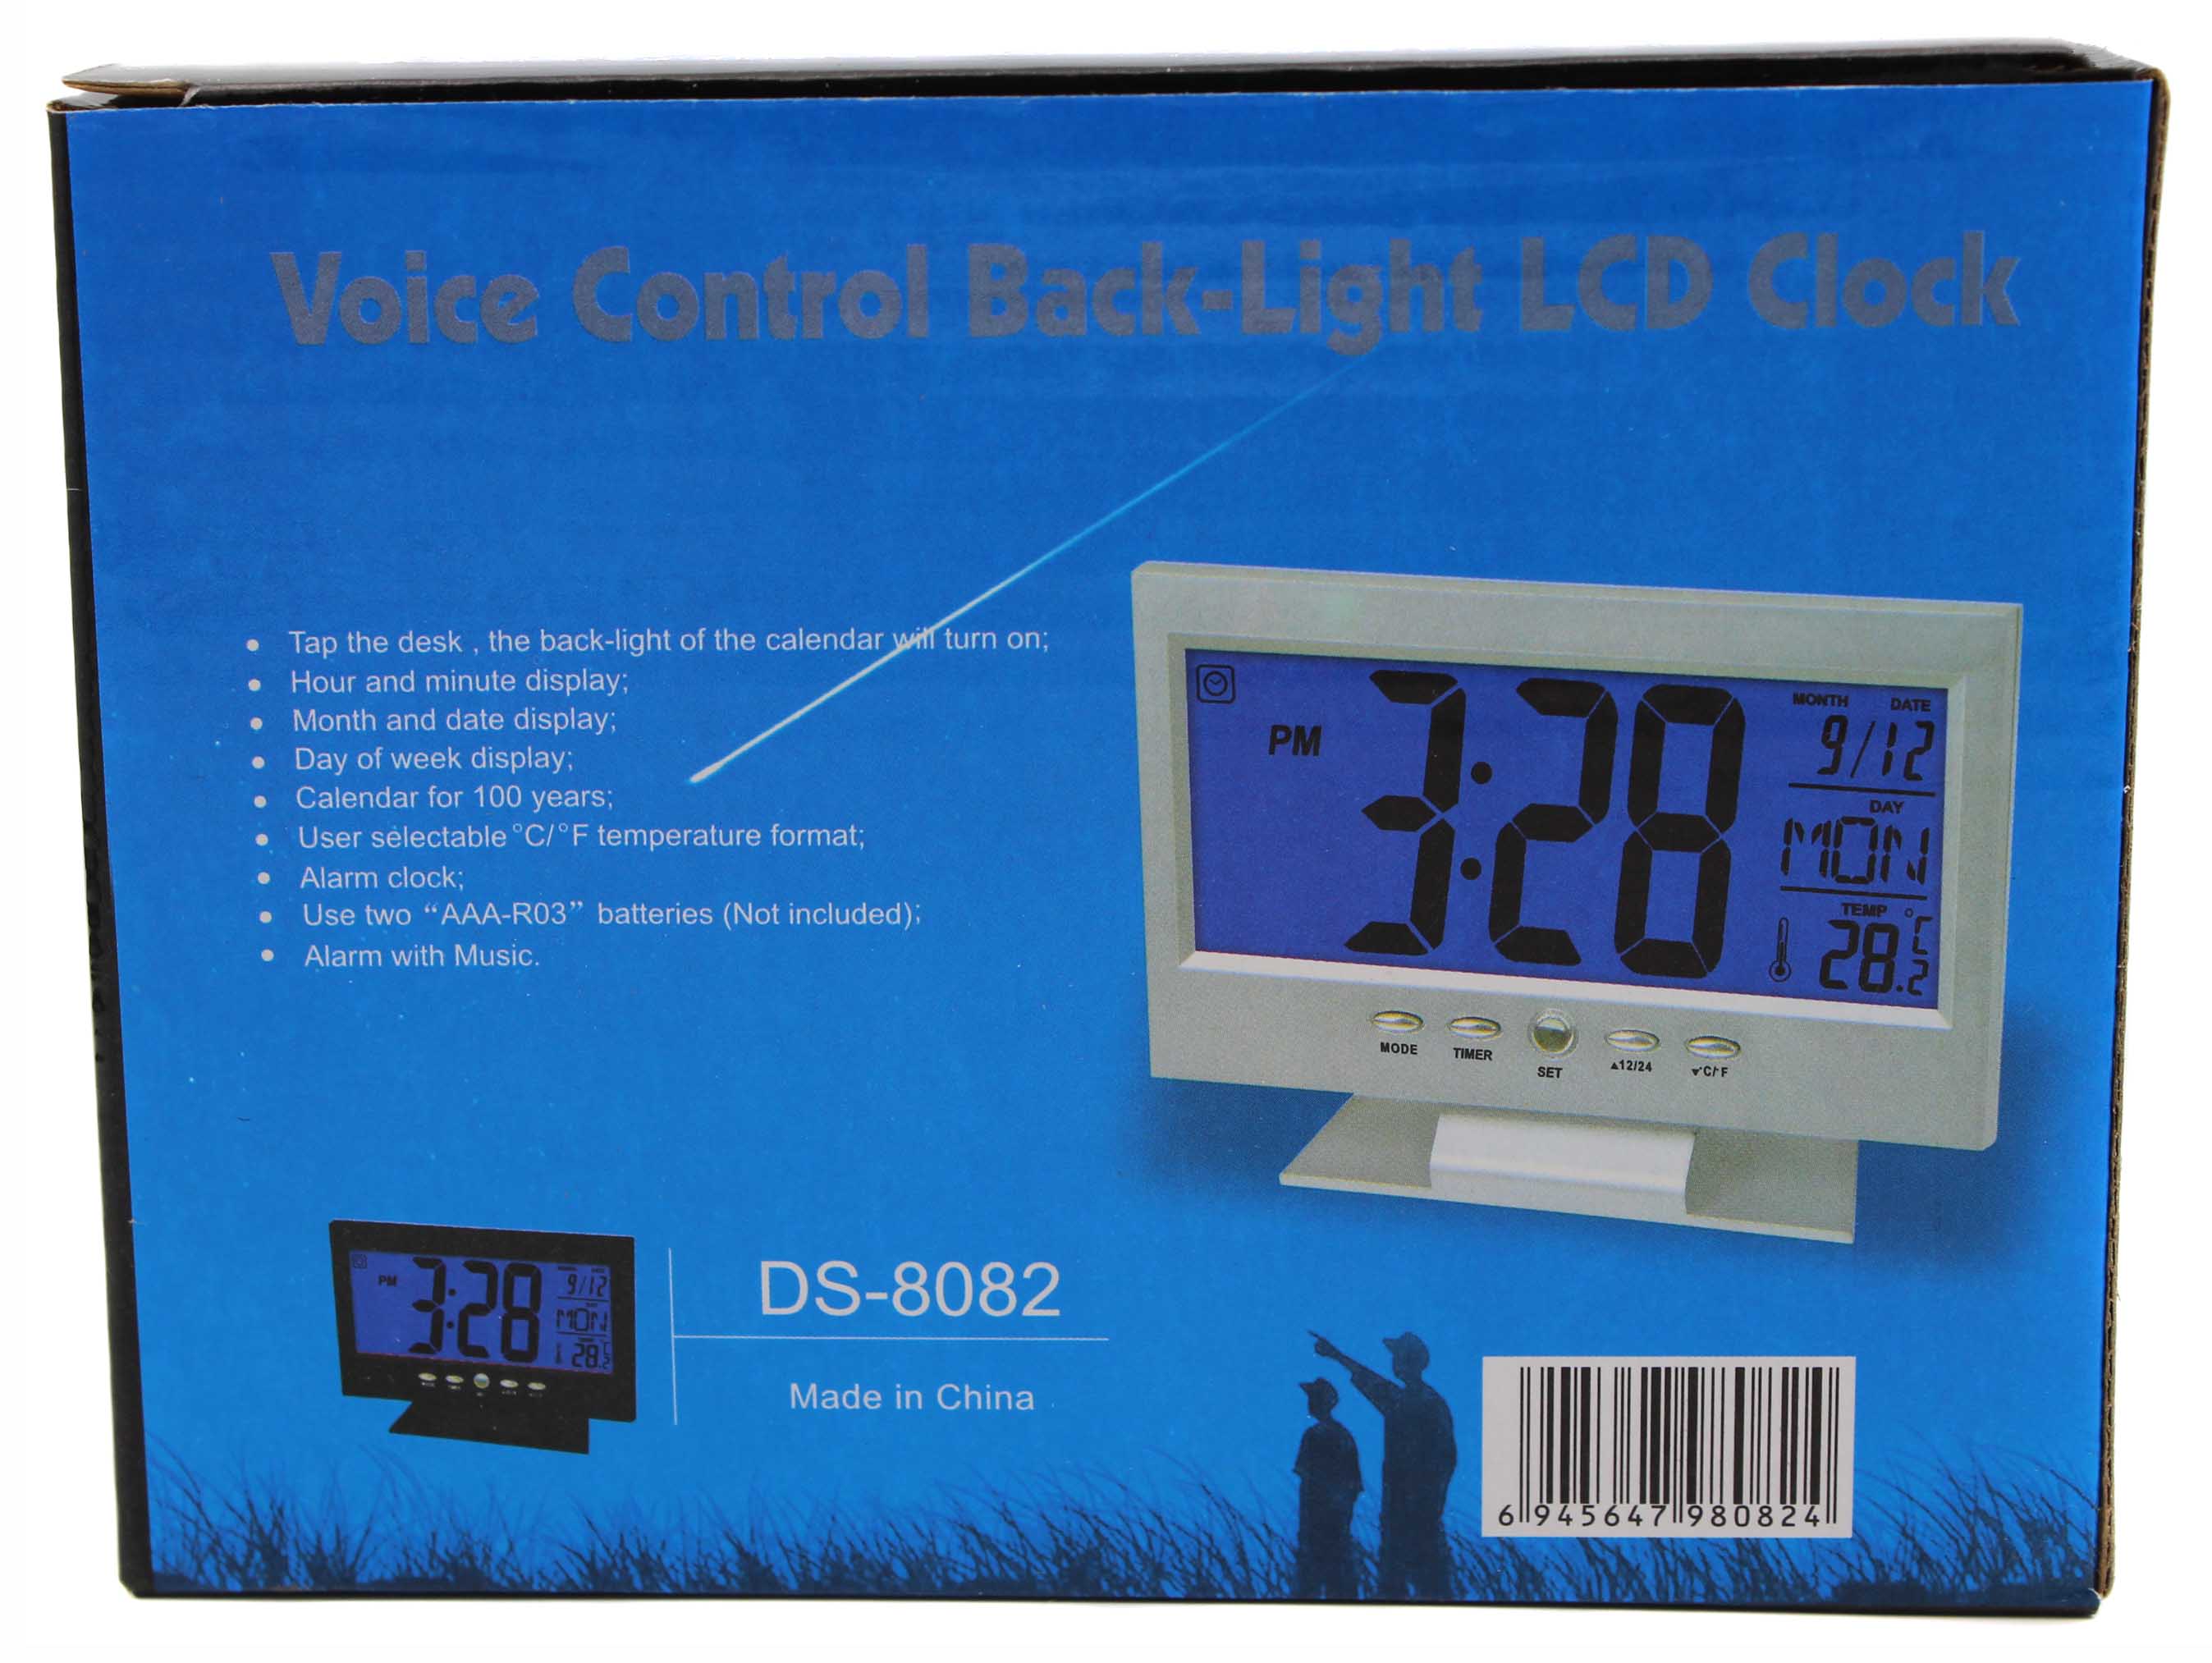 Voice Control Back-Light LCD Clock
• Tap the desk , the back-light of the calendar will turn on;
• Hour and minute display;
• Month and date display;
• Day of week display;
• Calendar for 100 years;
• User selectable °C/°F temperature format;
• Alarm clock;
• Use two “AAA-R03” batteries (Not included);
• Alarm with Music.
MONTH DATE
PM 3:28 9/12
DAY
MON
TEMP
28.2 °C
MODE TIMER SET ▲12/24 ▼°C/°F
PM 3:28 9/12
MON
28.2
DS-8082
Made in China
6 945647 980824